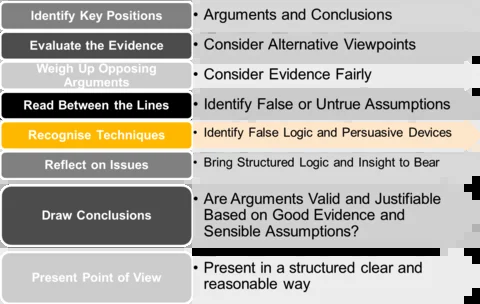 Identify Key Positions
• Arguments and Conclusions
Evaluate the Evidence
• Consider Alternative Viewpoints
Weigh Up Opposing
Arguments
• Consider Evidence Fairly
Read Between the Lines
• Identify False or Untrue Assumptions
Recognise Techniques
• Identify False Logic and Persuasive Devices
Reflect on Issues
• Bring Structured Logic and Insight to Bear
Draw Conclusions
• Are Arguments Valid and Justifiable
Based on Good Evidence and
Sensible Assumptions?
Present Point of View
• Present in a structured clear and
reasonable way